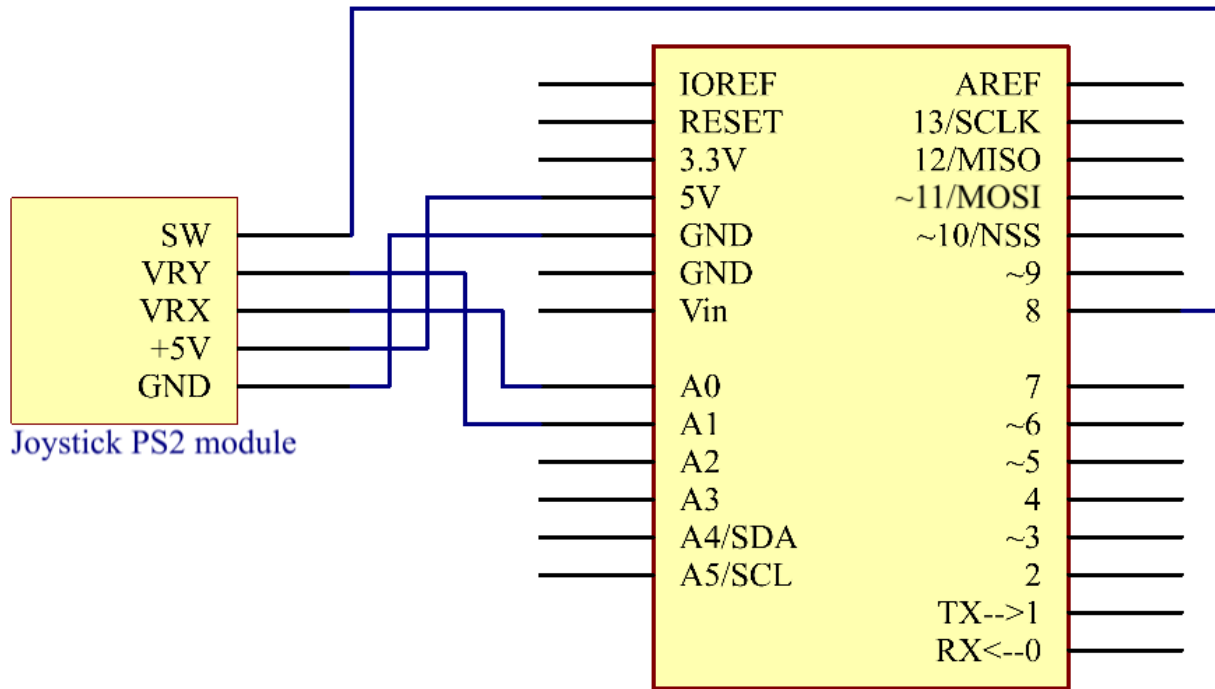 SW
VRY
VRX
+5V
GND
Joystick PS2 module
IOREF
RESET
3.3V
5V
GND
GND
Vin
A0
A1
A2
A3
A4/SDA
A5/SCL
AREF
13/SCLK
12/MISO
~11/MOSI
~10/NSS
~9
8
7
~6
~5
4
~3
2
TX-->1
RX<--0